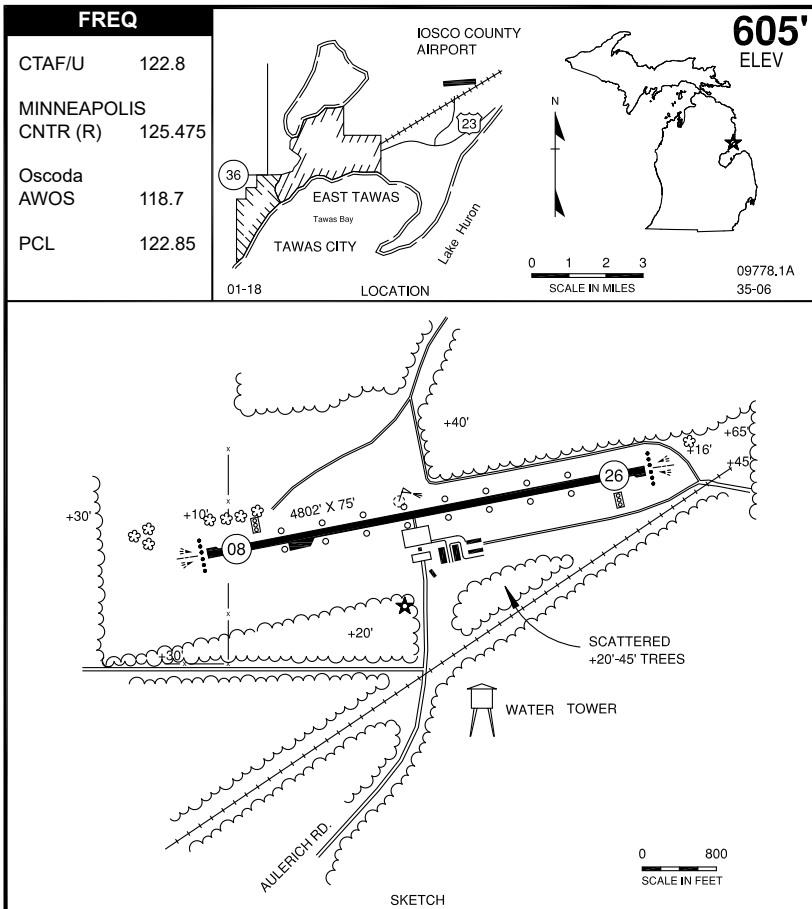 FREQ
CTAF/U 122.8
MINNEAPOLIS
CNTR (R) 125.475
Oscoda
AWOS 118.7
PCL 122.85
IOSCO COUNTY
AIRPORT
23
36
EAST TAWAS
Tawas Bay
TAWAS CITY
Lake Huron
01-18
LOCATION
605'
ELEV
N
0 1 2 3
SCALE IN MILES
09778.1A
35-06
+40'
+65'
+16'
+45'
26
4802' X 75'
+30'
+10'
08
+20'
+30'
SCATTERED
+20'-45' TREES
WATER TOWER
AULERICH RD.
0 800
SCALE IN FEET
SKETCH